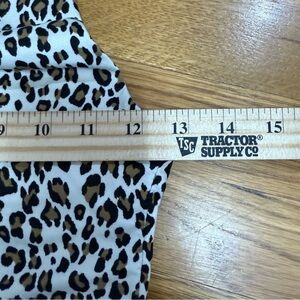 9 10 11 12 13 14 15
TSC TRACTOR®
SUPPLY CO